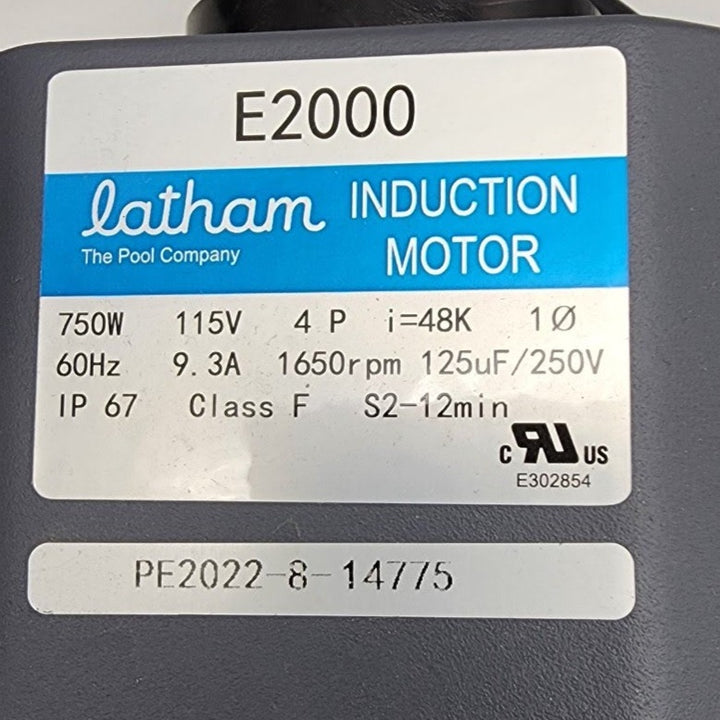 E2000
latham INDUCTION
The Pool Company MOTOR
750W 115V 4 P i=48K 1Ø
60Hz 9.3A 1650rpm 125uF/250V
IP 67 Class F S2-12min
C RU US
E302854
PE2022-8-14775